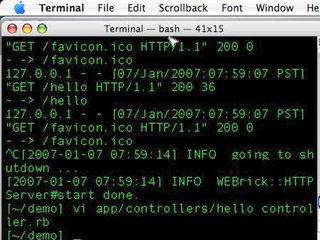 Terminal File Edit Scrollback Font Window He
Terminal — bash — 41x15
"GET /favicon.ico HTTP/1.1" 200 0
- -> /favicon.ico
127.0.0.1 - - [07/Jan/2007:07:59:07 PST]
"GET /hello HTTP/1.1" 200 36
- -> /hello
127.0.0.1 - - [07/Jan/2007:07:59:07 PST]
"GET /favicon.ico HTTP/1.1" 200 0
- -> /favicon.ico
^C[2007-01-07 07:59:14] INFO  going to sh
utdown ...
[2007-01-07 07:59:14] INFO  WEBrick::HTTP
Server#start done.
[~/demo] vi app/controllers/hello_control
ler.rb
[~/demo]